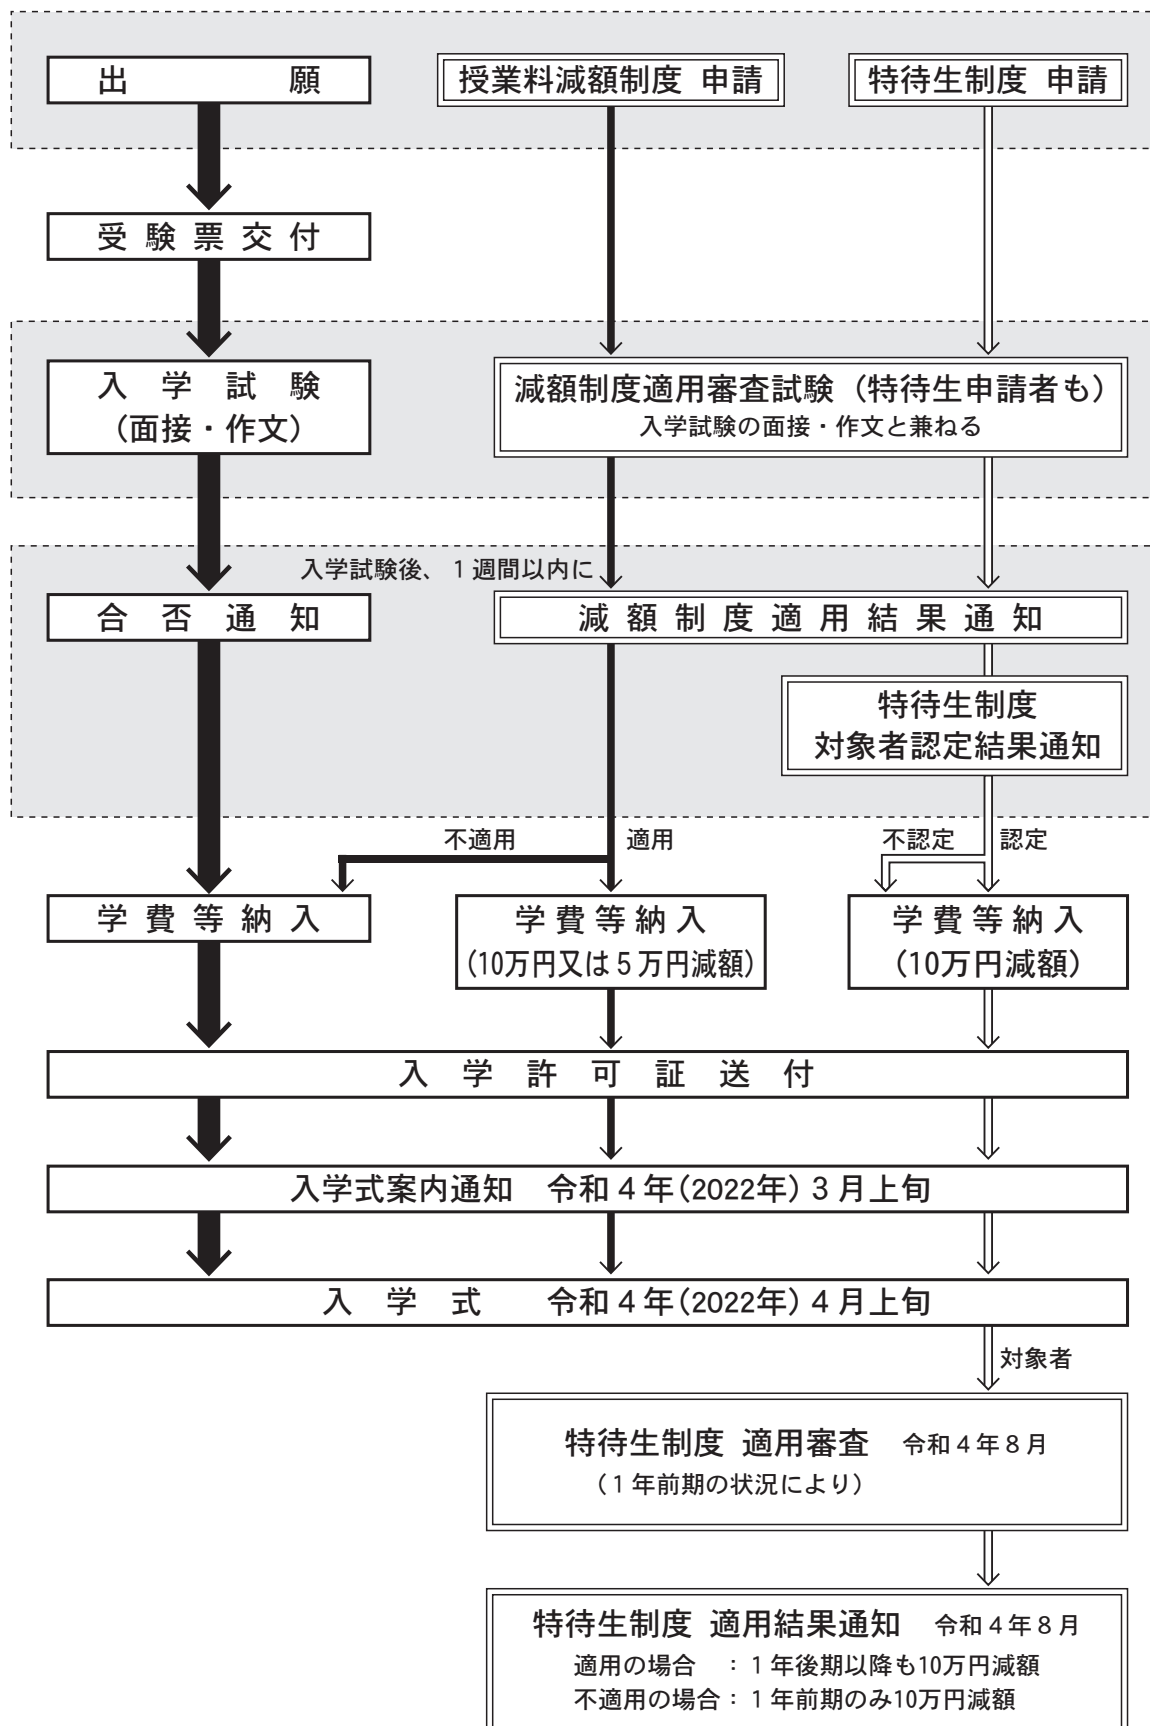 出願
授業料減額制度 申請
特待生制度 申請
受験票交付
入学試験
(面接・作文)
減額制度適用審査試験(特待生申請者も)
入学試験の面接・作文と兼ねる
入学試験後、1週間以内に
合否通知
減額制度適用結果通知
特待生制度
対象者認定結果通知
不適用
適用
不認定
認定
学費等納入
学費等納入
(10万円又は5万円減額)
学費等納入
(10万円減額)
入学許可証送付
入学式案内通知 令和4年(2022年)3月上旬
入学式 令和4年(2022年)4月上旬
対象者
特待生制度 適用審査 令和4年8月
(1年前期の状況により)
特待生制度 適用結果通知 令和4年8月
適用の場合 :1年後期以降も10万円減額
不適用の場合:1年前期のみ10万円減額